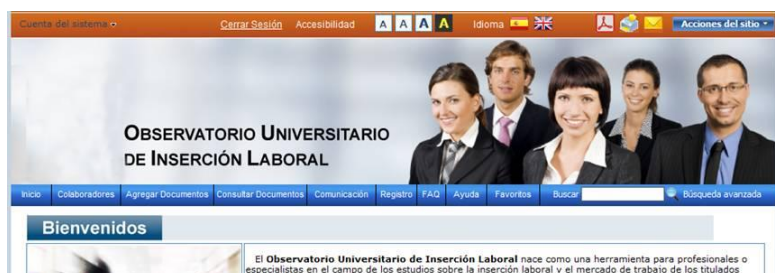 Cuenta del sistema Cerrar Sesión Accesibilidad A A A A Idioma Acciones del sitio
OBSERVATORIO UNIVERSITARIO
DE INSERCIÓN LABORAL
Inicio Colaboradores Agregar Documentos Consultar Documentos Comunicación Registro FAQ Ayuda Favoritos Buscar Búsqueda avanzada
Bienvenidos
El Observatorio Universitario de Inserción Laboral nace como una herramienta para profesionales o
especialistas en el campo de los estudios sobre la inserción laboral y el mercado de trabajo de los titulados